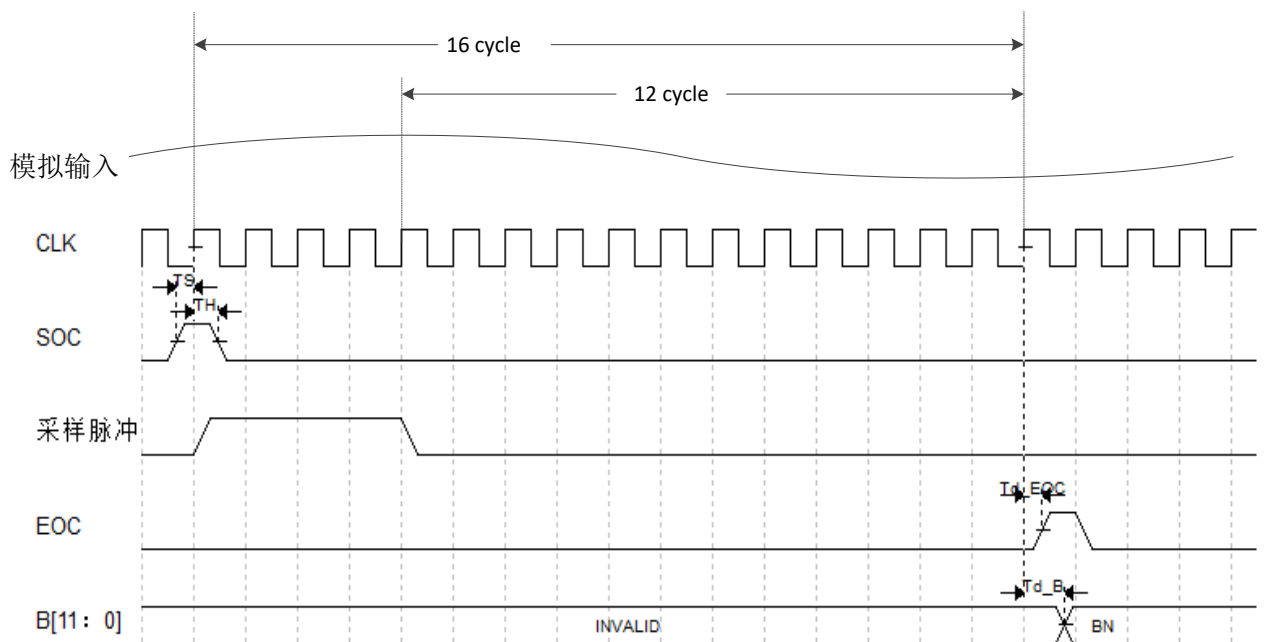 16 cycle
12 cycle
模拟输入
CLK
TS
TH
SOC
采样脉冲
Td_EOC
EOC
Td_B
B[11：0]
INVALID
BN